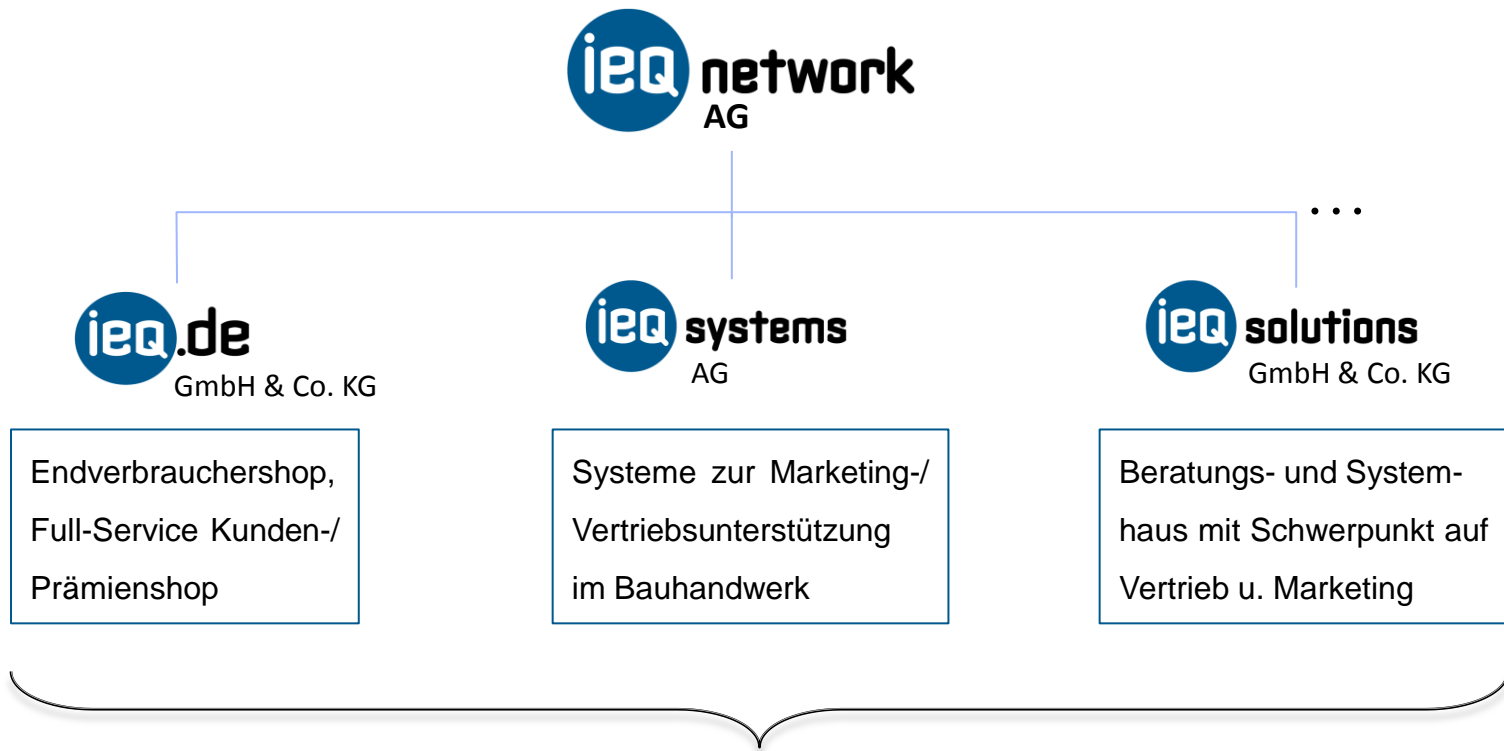 ieq network
AG
...
ieq.de
GmbH & Co. KG
ieq systems
AG
ieq solutions
GmbH & Co. KG
Endverbrauchershop,
Full-Service Kunden-/
Prämienshop
Systeme zur Marketing-/
Vertriebsunterstützung
im Bauhandwerk
Beratungs- und System-
haus mit Schwerpunkt auf
Vertrieb u. Marketing